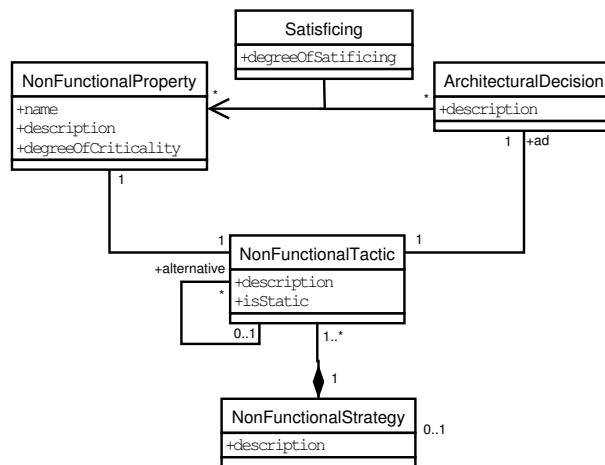 Satisficing
+degreeOfSatificing
NonFunctionalProperty
+name
+description
+degreeOfCriticality
*
*
ArchitecturalDecision
+description
1
1
+ad
1
1
NonFunctionalTactic
+description
+isStatic
+alternative
*
0..1
1..*
1
NonFunctionalStrategy
+description
0..1